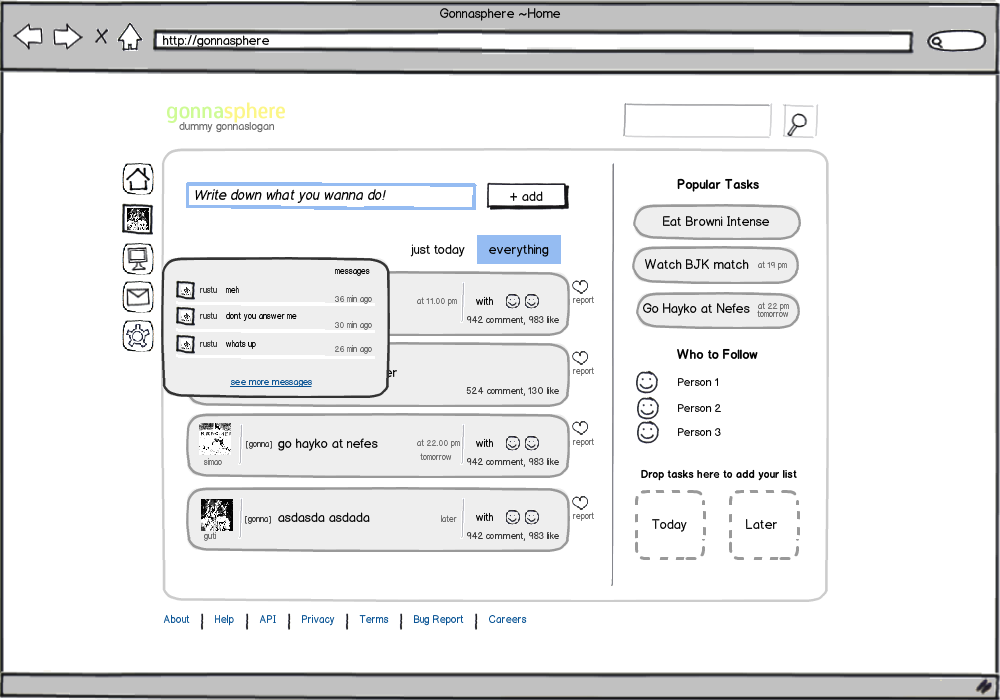 Gonnasphere ~Home
http://gonnasphere
gonnasphere
dummy gonnaslogan
Write down what you wanna do!
+ add
just today
everything
messages
rustu meh
36 min ago
rustu dont you answer me
30 min ago
rustu whats up
26 min ago
see more messages
at 11.00 pm
with
942 comment, 983 like
report
er
524 comment, 130 like
report
simao
[gonna] go hayko at nefes
at 22.00 pm
tomorrow
with
942 comment, 983 like
report
guti
[gonna] asdasda asdada
later
with
942 comment, 983 like
report
Popular Tasks
Eat Browni Intense
Watch BJK match at 19 pm
Go Hayko at Nefes at 22 pm
tomorrow
Who to Follow
Person 1
Person 2
Person 3
Drop tasks here to add your list
Today
Later
About | Help | API | Privacy | Terms | Bug Report | Careers